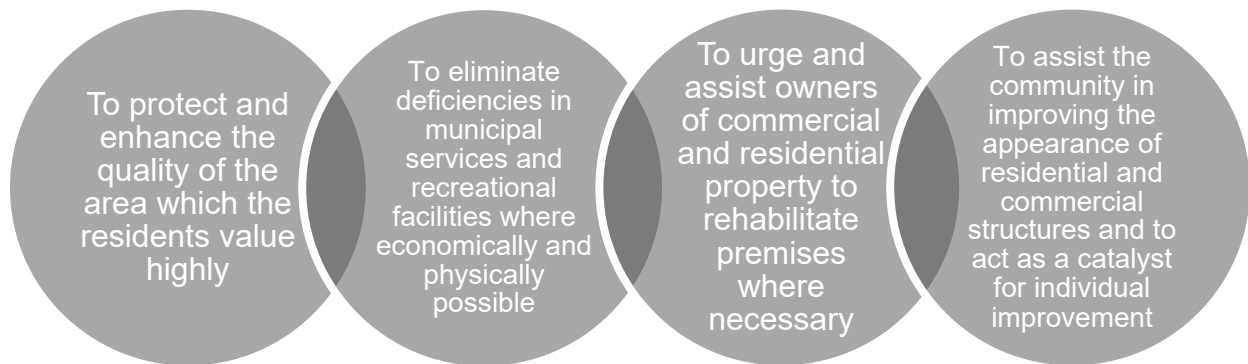 To protect and
enhance the
quality of the
area which the
residents value
highly
To eliminate
deficiencies in
municipal
services and
recreational
facilities where
economically and
physically
possible
To urge and
assist owners
of commercial
and residential
property to
rehabilitate
premises
where
necessary
To assist the
community in
improving the
appearance of
residential and
commercial
structures and to
act as a catalyst
for individual
improvement